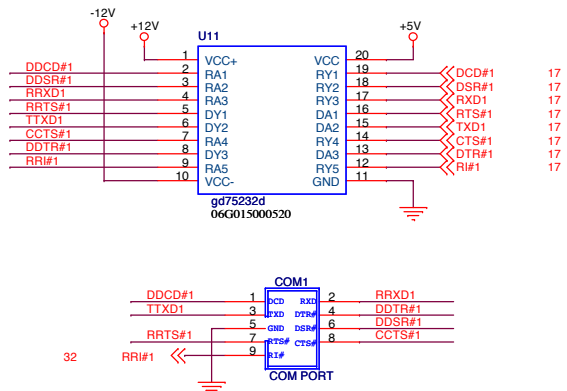 -12V
+12V
+5V
U11
1 VCC+ VCC 20
DDCD#1 2 RA1 RY1 19 DCD#1 17
DDSR#1 3 RA2 RY2 18 DSR#1 17
RRXD1 4 RA3 RY3 17 RXD1 17
RRTS#1 5 DY1 DA1 16 RTS#1 17
TTXD1 6 DY2 DA2 15 TXD1 17
CCTS#1 7 RA4 RY4 14 CTS#1 17
DDTR#1 8 DY3 DA3 13 DTR#1 17
RRI#1 9 RA5 RY5 12 RI#1 17
10 VCC- GND 11
gd75232d
06G015000520
COM1
DDCD#1 1 DCD RXD 2 RRXD1
TTXD1 3 TXD DTR# 4 DDTR#1
5 GND DSR# 6 DDSR#1
RRTS#1 7 RTS# CTS# 8 CCTS#1
32 RRI#1 9 RI#
COM PORT